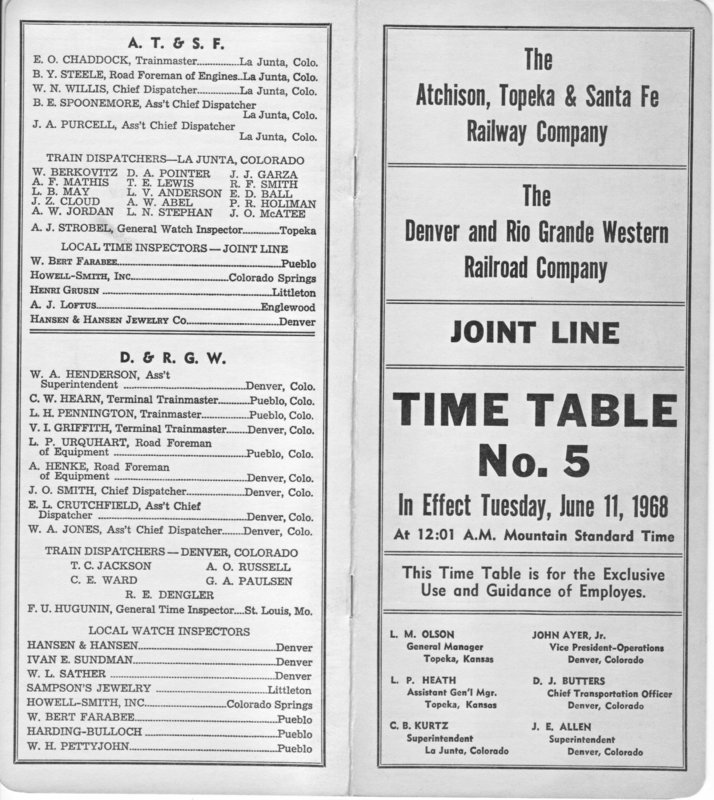 A. T. & S. F.
E. O. CHADDOCK, Trainmaster..............La Junta, Colo.
B. Y. STEELE, Road Foreman of Engines..La Junta, Colo.
W. N. WILLIS, Chief Dispatcher..............La Junta, Colo.
B. E. SPOONEMORE, Ass't Chief Dispatcher
La Junta, Colo.
J. A. PURCELL, Ass't Chief Dispatcher
La Junta, Colo.
TRAIN DISPATCHERS—LA JUNTA, COLORADO
W. BERKOVITZ D. A. POINTER J. J. GARZA
A. F. MATHIS T. E. LEWIS R. F. SMITH
L. B. MAY L. V. ANDERSON E. D. BALL
J. Z. CLOUD A. W. ABEL P. R. HOLIMAN
A. W. JORDAN L. N. STEPHAN J. O. McATEE
A. J. STROBEL, General Watch Inspector............Topeka
LOCAL TIME INSPECTORS — JOINT LINE
W. BERT FARABEE..............................Pueblo
HOWELL-SMITH, INC..............................Colorado Springs
HENRI GRUSIN ..............................Littleton
A. J. LOFTUS..............................Englewood
HANSEN & HANSEN JEWELRY CO..............................Denver
D. & R. G. W.
W. A. HENDERSON, Ass't
Superintendent ..............................Denver, Colo.
C. W. HEARN, Terminal Trainmaster..........Pueblo, Colo.
L. H. PENNINGTON, Trainmaster..............Pueblo, Colo.
V. I. GRIFFITH, Terminal Trainmaster........Denver, Colo.
L. P. URQUHART, Road Foreman
of Equipment ..............................Pueblo, Colo.
A. HENKE, Road Foreman
of Equipment ..............................Denver, Colo.
J. O. SMITH, Chief Dispatcher..............Denver, Colo.
E. L. CRUTCHFIELD, Ass't Chief
Dispatcher ..............................Denver, Colo.
W. A. JONES, Ass't Chief Dispatcher........Denver, Colo.
TRAIN DISPATCHERS — DENVER, COLORADO
T. C. JACKSON A. O. RUSSELL
C. E. WARD G. A. PAULSEN
R. E. DENGLER
F. U. HUGUNIN, General Time Inspector....St. Louis, Mo.
LOCAL WATCH INSPECTORS
HANSEN & HANSEN..............................Denver
IVAN E. SUNDMAN..............................Denver
W. L. SATHER ..............................Denver
SAMPSON'S JEWELRY ..............................Littleton
HOWELL-SMITH, INC..............................Colorado Springs
W. BERT FARABEE..............................Pueblo
HARDING-BULLOCH ..............................Pueblo
W. H. PETTYJOHN..............................Pueblo
The
Atchison, Topeka & Santa Fe
Railway Company
The
Denver and Rio Grande Western
Railroad Company
JOINT LINE
TIME TABLE
No. 5
In Effect Tuesday, June 11, 1968
At 12:01 A.M. Mountain Standard Time
This Time Table is for the Exclusive
Use and Guidance of Employes.
L. M. OLSON JOHN AYER, Jr.
General Manager Vice President-Operations
Topeka, Kansas Denver, Colorado
L. P. HEATH D. J. BUTTERS
Assistant Gen'l Mgr. Chief Transportation Officer
Topeka, Kansas Denver, Colorado
C. B. KURTZ J. E. ALLEN
Superintendent Superintendent
La Junta, Colorado Denver, Colorado